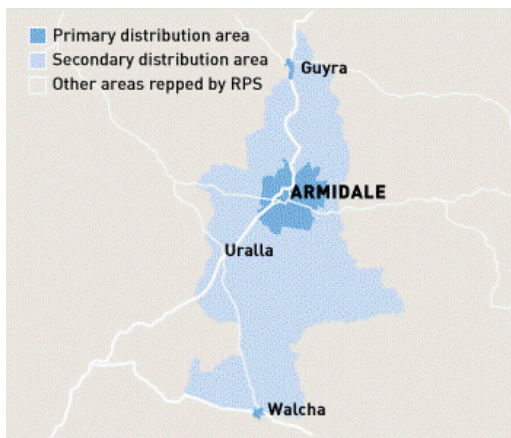 Primary distribution area
Secondary distribution area
Other areas repped by RPS
Guyra
ARMIDALE
Uralla
Walcha